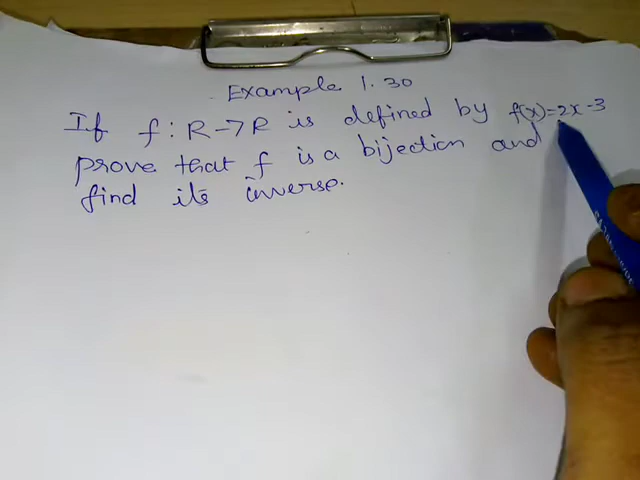 Example 1.30
If f : R → R is defined by f(x)=2x-3
prove that f is a bijection and
find its inverse.